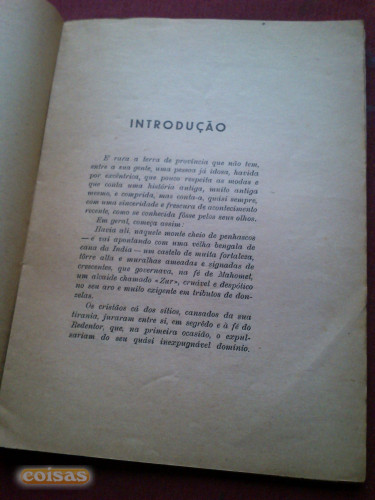 INTRODUÇÃO
E' rara a terra de província que não tem,
entre a sua gente, uma pessoa já idosa, havida
por excêntrica, que pouco respeita as modas e
que conta uma história antiga, muito antiga
mesmo, e comprida, mas conta-a, quási sempre,
com uma sinceridade e frescura de acontecimento
recente, como se conhecida fôsse pelos seus olhos.
Em geral, começa assim:
Havia ali, naquele monte cheio de penhascos
— e vai apontando com uma velha bengala de
cana da Índia — um castelo de muita fortaleza,
tôrre alta e muralhas ameadas e signadas de
crescentes, que governava, na fé de Mahomet,
um alcaide chamado «Zar», cruével e despótico
no seu aro e muito exigente em tributos de don-
zelas.
Os cristãos cá dos sítios, cansados da sua
tirania, juraram entre si, em segrêdo e à fé do
Redentor, que, na primeira ocasião, o expul-
sariam do seu quási inexpugnável domínio.
coisas